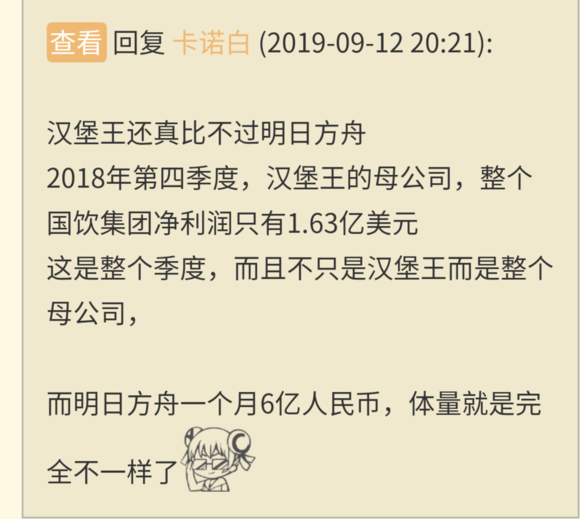 查看 回复 卡诺白 (2019-09-12 20:21):
汉堡王还真比不过明日方舟
2018年第四季度，汉堡王的母公司，整个
国饮集团净利润只有1.63亿美元
这是整个季度，而且不只是汉堡王而是整个
母公司，
而明日方舟一个月6亿人民币，体量就是完
全不一样了